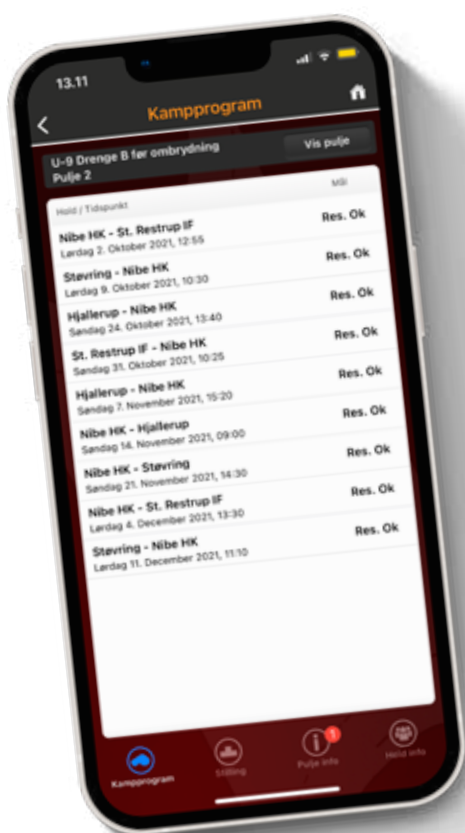 13.11
Kampprogram
U-9 Drenge B før ombrydning
Pulje 2
Vis pulje
Hold / Tidspunkt
Mål
Nibe HK - St. Restrup IF
Lørdag 2. Oktober 2021, 12:55
Res. Ok
Støvring - Nibe HK
Lørdag 9. Oktober 2021, 10:30
Res. Ok
Hjallerup - Nibe HK
Søndag 24. Oktober 2021, 13:40
Res. Ok
St. Restrup IF - Nibe HK
Søndag 31. Oktober 2021, 10:25
Res. Ok
Hjallerup - Nibe HK
Søndag 7. November 2021, 15:20
Res. Ok
Nibe HK - Hjallerup
Søndag 14. November 2021, 09:00
Res. Ok
Nibe HK - Støvring
Søndag 21. November 2021, 14:30
Res. Ok
Nibe HK - St. Restrup IF
Lørdag 4. December 2021, 13:30
Res. Ok
Støvring - Nibe HK
Lørdag 11. December 2021, 11:10
Res. Ok
Kampprogram
Stilling
1
Pulje info
Hold info